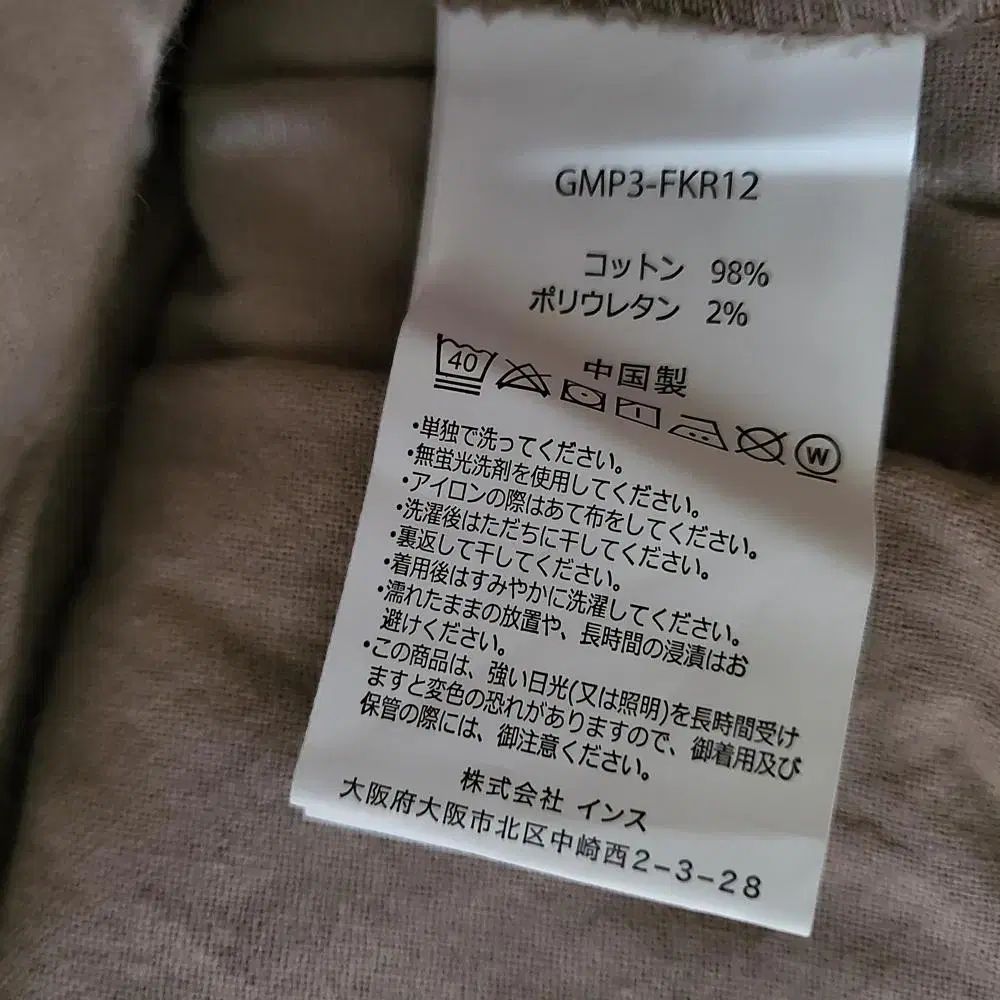 GMP3-FKR12
コットン 98%
ポリウレタン 2%
中国製
40
W
・単独で洗ってください。
・無蛍光洗剤を使用してください。
・アイロンの際はあて布をしてください。
・洗濯後はただちに干してください。
・裏返して干してください。
・着用後はすみやかに洗濯してください。
・濡れたままの放置や、長時間の浸漬はお
避けください。
・この商品は、強い日光(又は照明)を長時間受け
ますと変色の恐れがありますので、御着用及び
保管の際には、御注意ください。
株式会社 インス
大阪府大阪市北区中崎西2-3-28